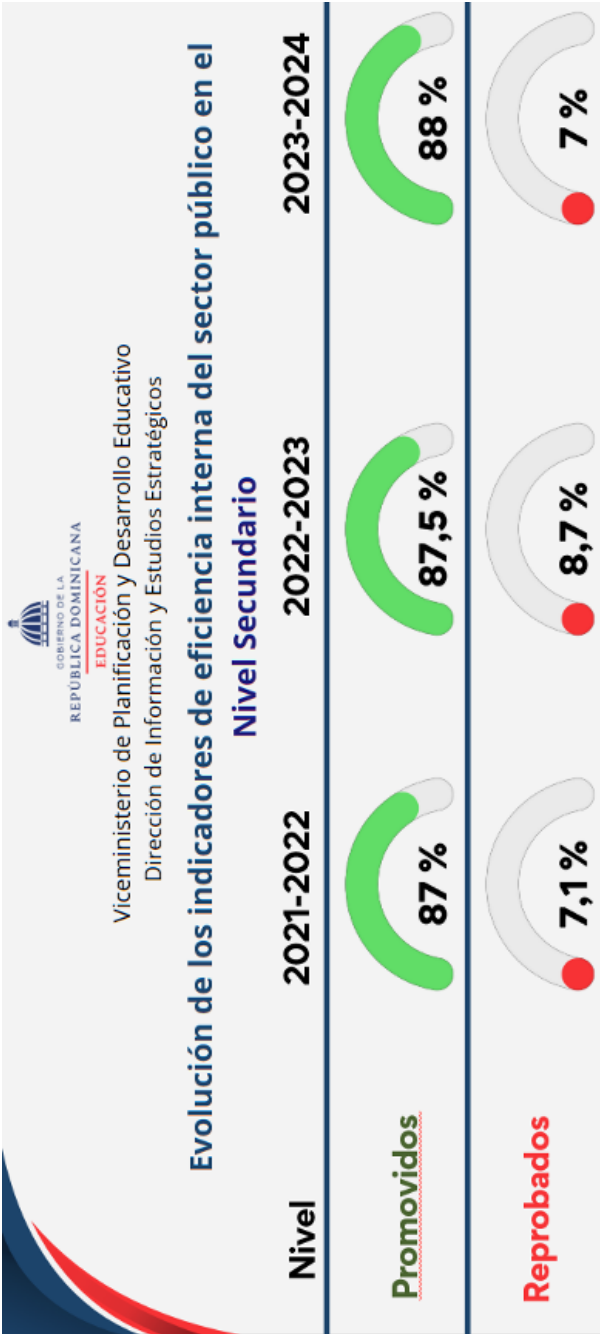 GOBIERNO DE LA
REPÚBLICA DOMINICANA
EDUCACIÓN
Viceministerio de Planificación y Desarrollo Educativo
Dirección de Información y Estudios Estratégicos
Evolución de los indicadores de eficiencia interna del sector público en el
Nivel Secundario
Nivel 2021-2022 2022-2023 2023-2024
Promovidos 87 % 87,5 % 88 %
Reprobados 7,1 % 8,7 % 7 %